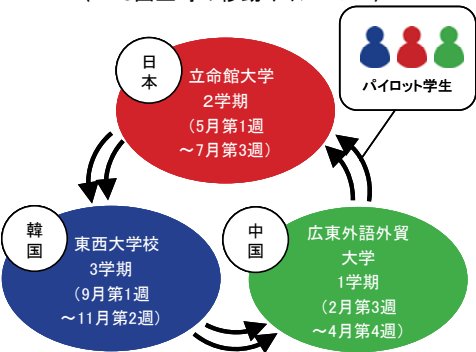 パイロット学生
日
本
立命館大学
2学期
(5月第1週
～7月第3週)
韓
国
東西大学校
3学期
(9月第1週
～11月第2週)
中
国
広東外語外貿
大学
1学期
(2月第3週
～4月第4週)